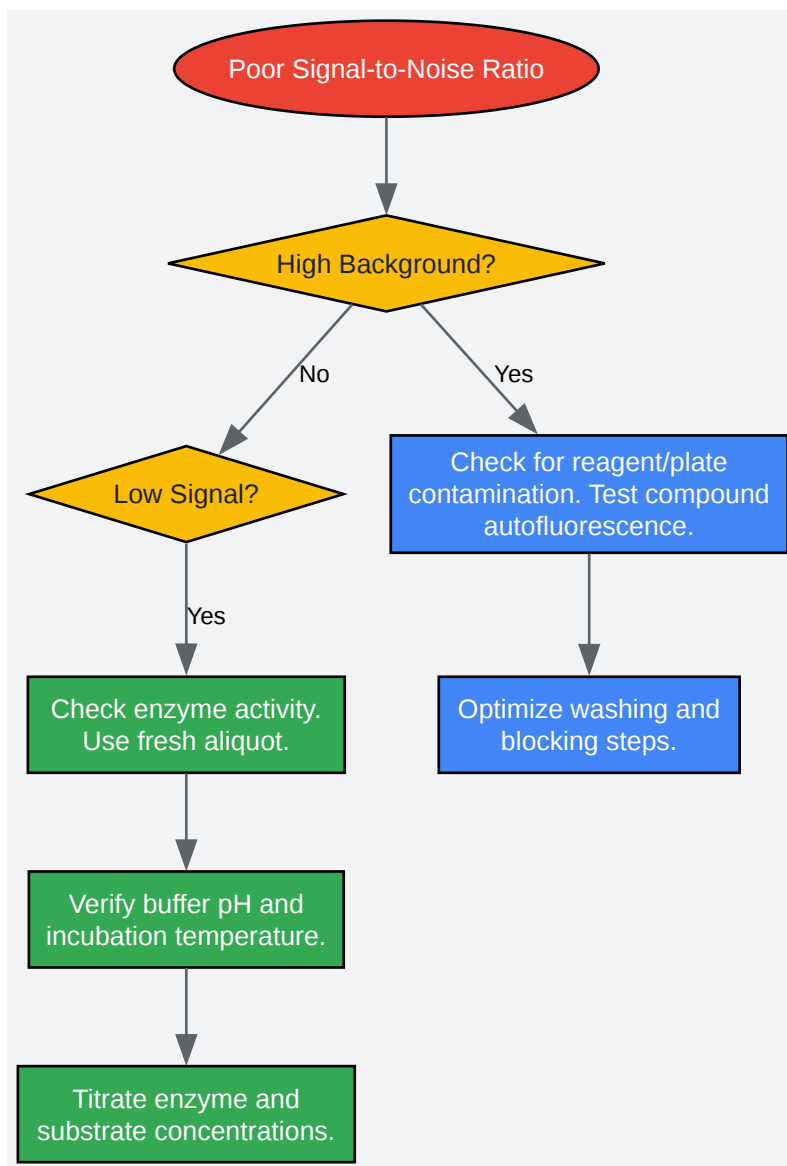 Poor Signal-to-Noise Ratio
High Background?
No
Yes
Low Signal?
Check for reagent/plate
contamination. Test compound
autofluorescence.
Yes
Check enzyme activity.
Use fresh aliquot.
Optimize washing and
blocking steps.
Verify buffer pH and
incubation temperature.
Titrate enzyme and
substrate concentrations.